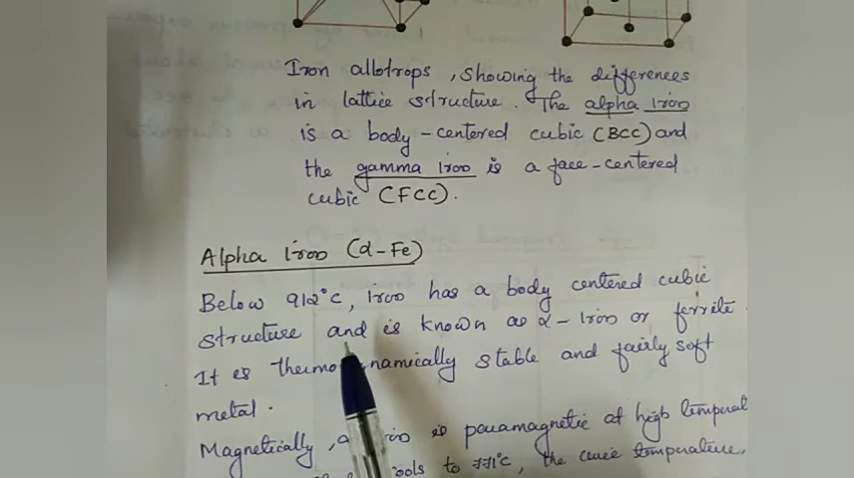 Iron allotrops, showing the differences
in lattice structure. The alpha iron
is a body-centered cubic (BCC) and
the gamma iron is a face-centered
cubic (FCC).
Alpha iron (α-Fe)
Below 912°C, iron has a body centered cubic
structure and is known as α-iron or ferrite.
It is thermodynamically stable and fairly soft
metal.
Magnetically, is paramagnetic at high temperat
ools to 771°C, the curie temperature,